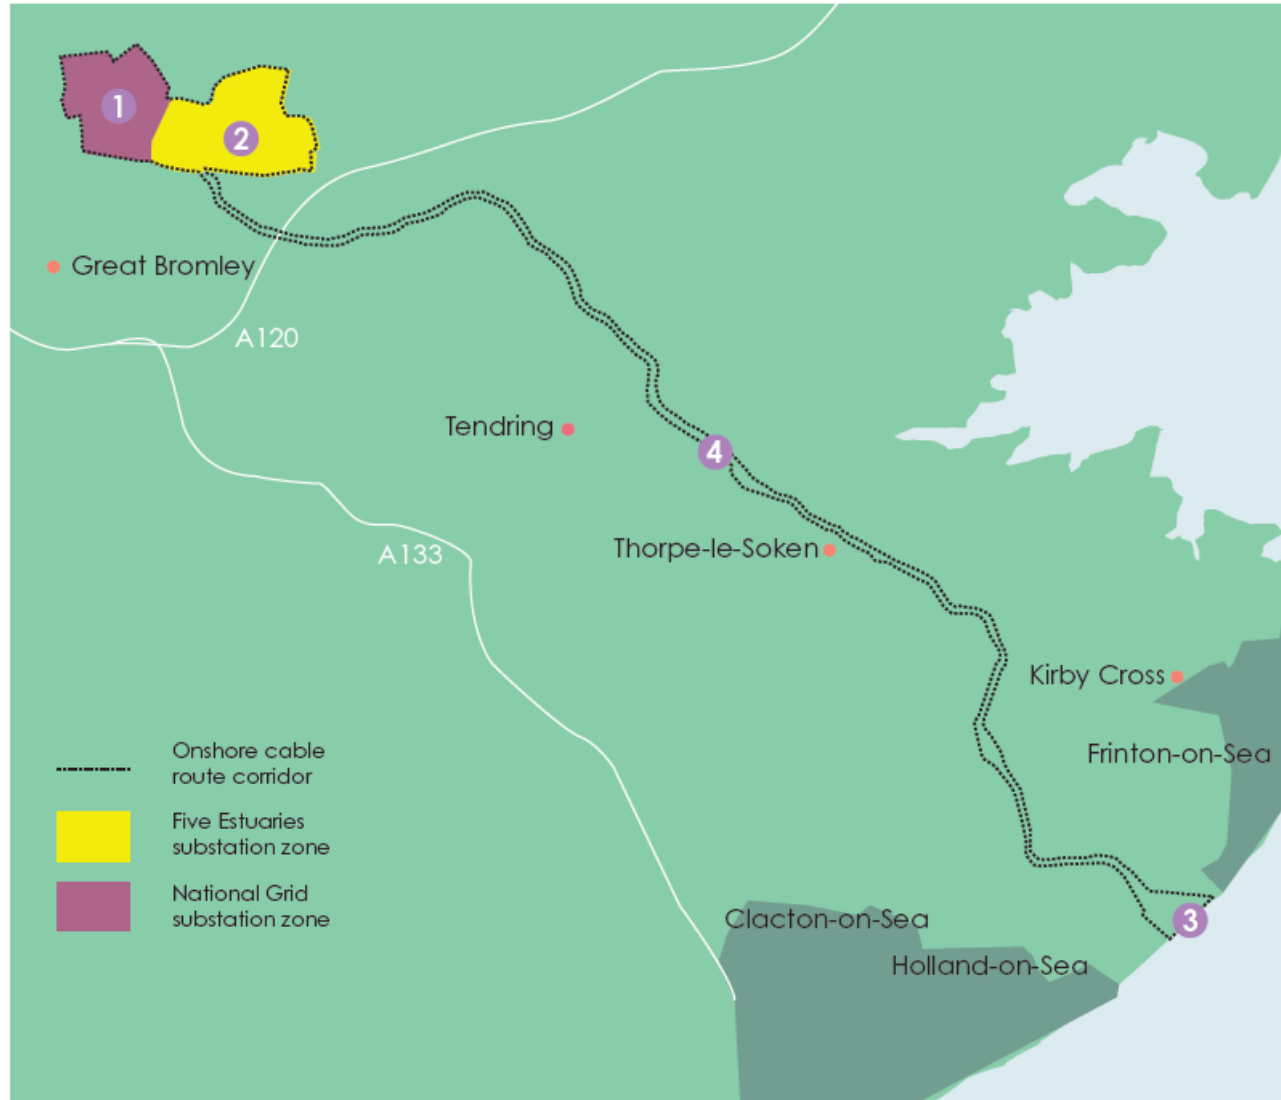 1
2
Great Bromley
A120
Tendring
4
A133
Thorpe-le-Soken
Kirby Cross
Frinton-on-Sea
Onshore cable
route corridor
Five Estuaries
substation zone
National Grid
substation zone
Clacton-on-Sea
3
Holland-on-Sea